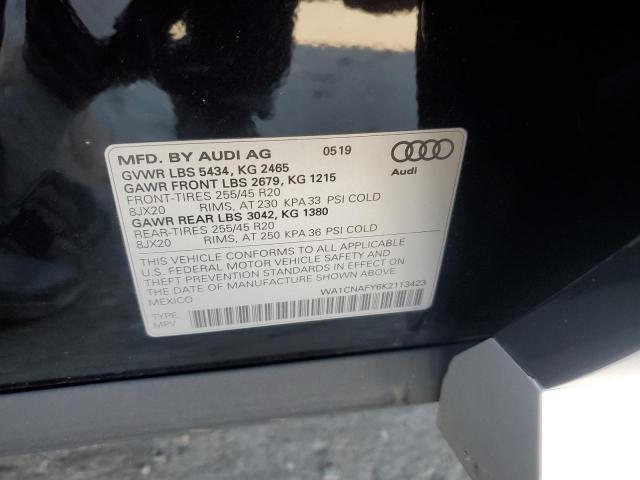 MFD. BY AUDI AG 0519
GVWR LBS 5434, KG 2465
GAWR FRONT LBS 2679, KG 1215
FRONT-TIRES 255/45 R20
8JX20 RIMS, AT 230 KPA 33 PSI COLD
GAWR REAR LBS 3042, KG 1380
REAR-TIRES 255/45 R20
8JX20 RIMS, AT 250 KPA 36 PSI COLD
THIS VEHICLE CONFORMS TO ALL APPLICABLE
U.S. FEDERAL MOTOR VEHICLE SAFETY AND
THEFT PREVENTION STANDARDS IN EFFECT ON
THE DATE OF MANUFACTURE SHOWN ABOVE.
MEXICO
WA1CNAFY6K2113423
TYPE:
MPV
Audi